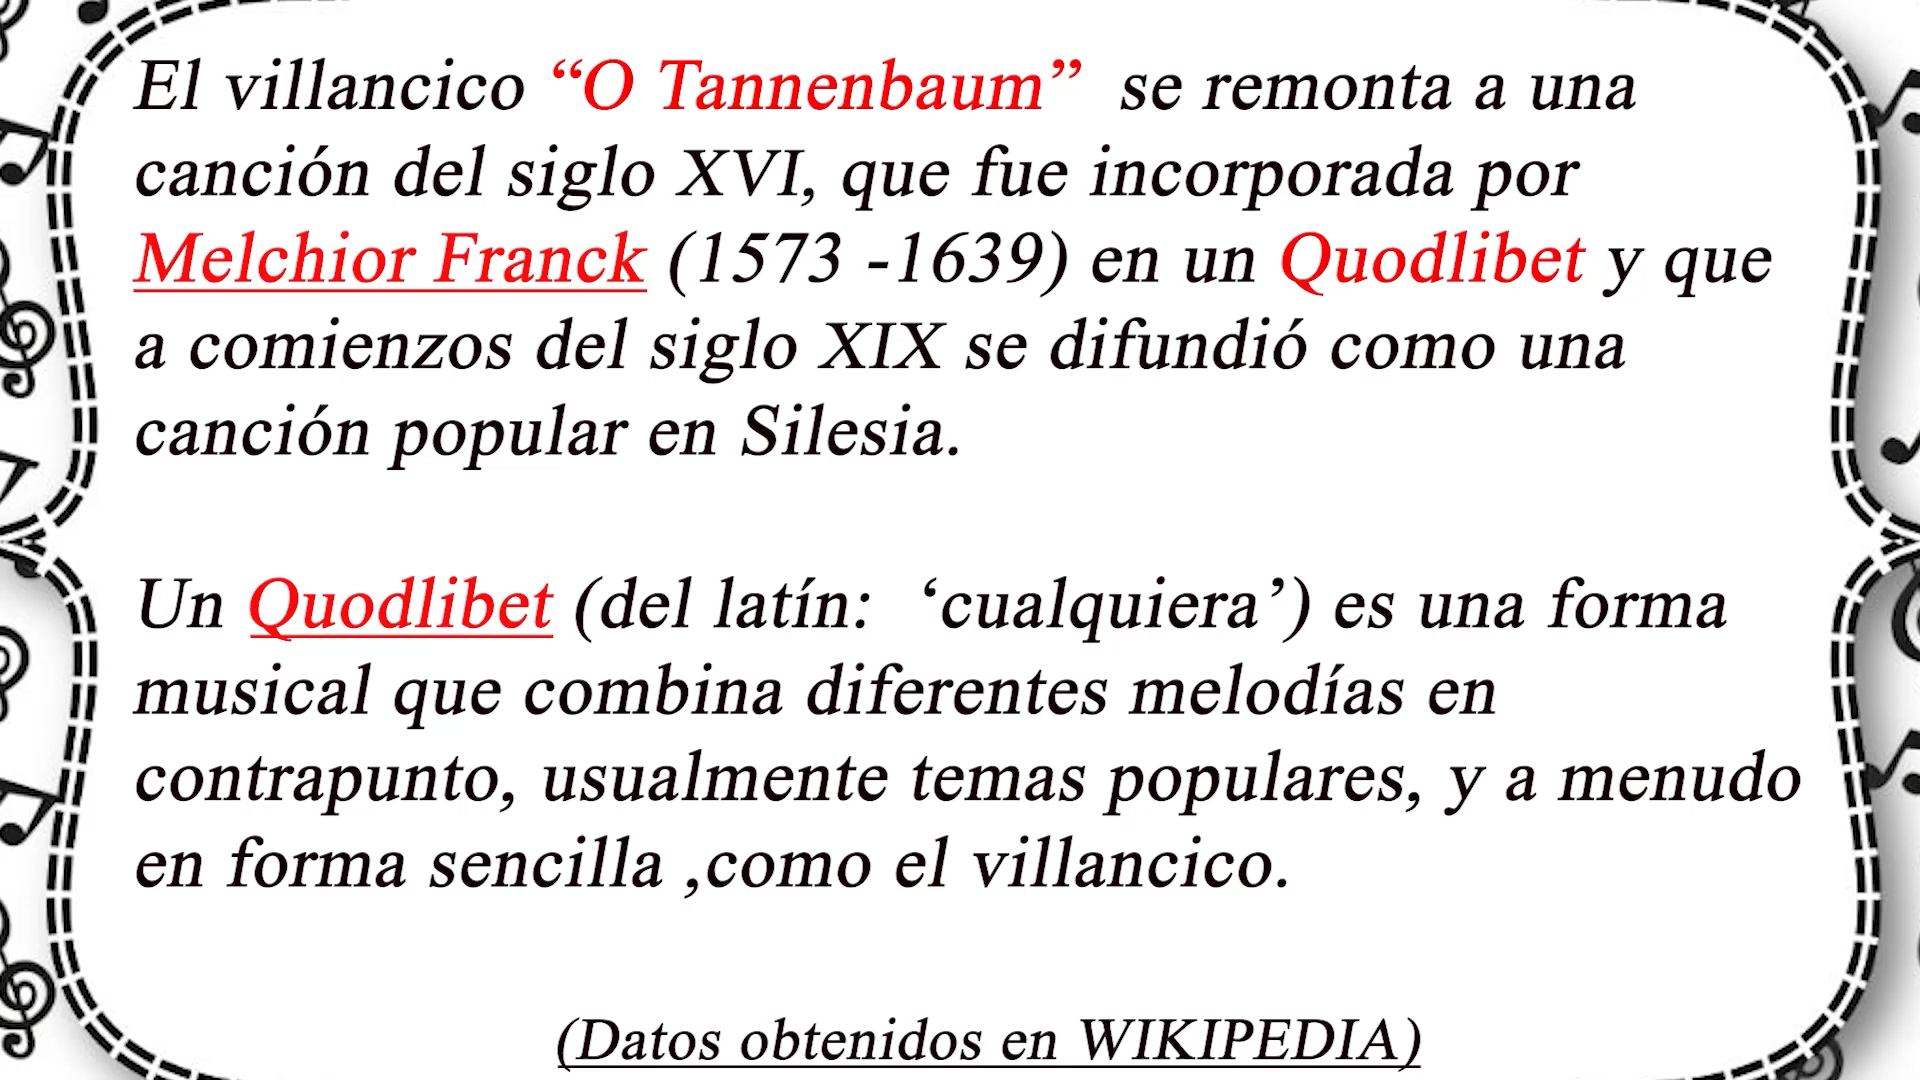 El villancico “O Tannenbaum” se remonta a una
canción del siglo XVI, que fue incorporada por
Melchior Franck (1573 -1639) en un Quodlibet y que
a comienzos del siglo XIX se difundió como una
canción popular en Silesia.
Un Quodlibet (del latín: ‘cualquiera’) es una forma
musical que combina diferentes melodías en
contrapunto, usualmente temas populares, y a menudo
en forma sencilla ,como el villancico.
(Datos obtenidos en WIKIPEDIA)